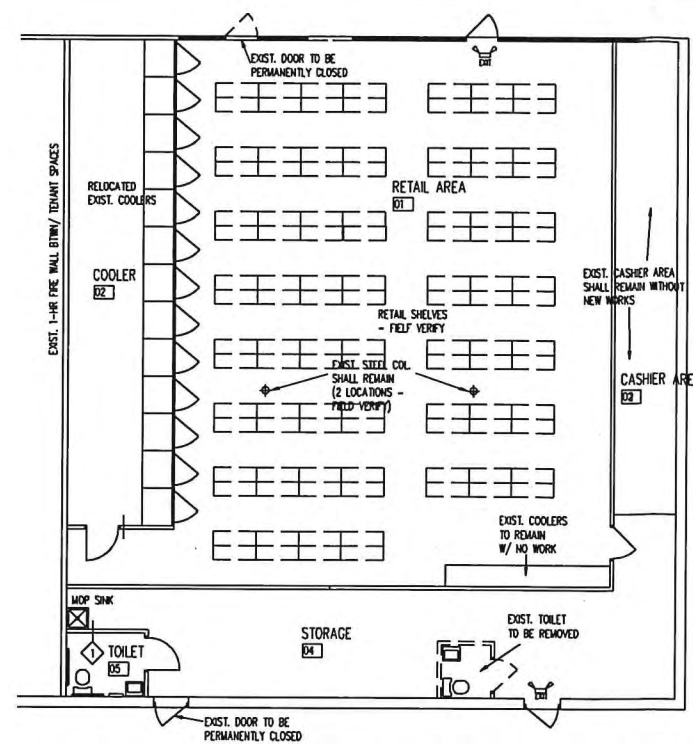 EXIST. DOOR TO BE
PERMANENTLY CLOSED
EXIT
EXIST. 1-HR FIRE WALL BTWN/ TENANT SPACES
RELOCATED
EXIST. COOLERS
RETAIL AREA
01
COOLER
02
EXIST. CASHIER AREA
SHALL REMAIN WITHOUT
NEW WORKS
RETAIL SHELVES
- FIELF VERIFY
EXIST. STEEL COL.
SHALL REMAIN
(2 LOCATIONS -
FIELD VERIFY)
CASHIER ARE
03
EXIST. COOLERS
TO REMAIN
W/ NO WORK
MOP SINK
1
TOILET
05
STORAGE
04
EXIST. TOILET
TO BE REMOVED
EXIT
EXIST. DOOR TO BE
PERMANENTLY CLOSED